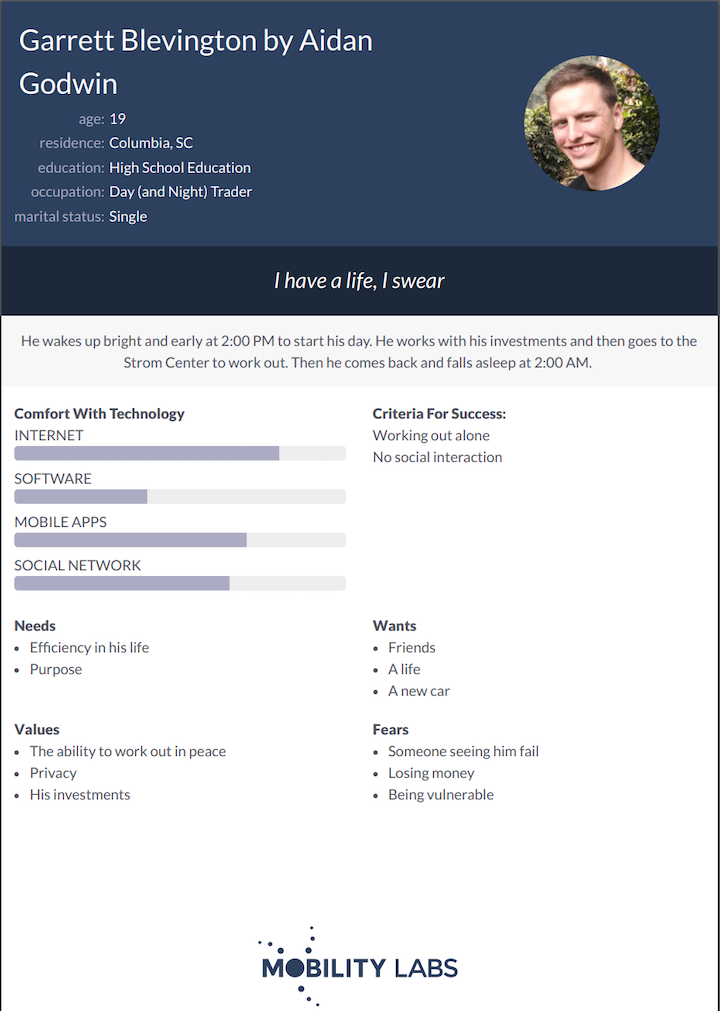 Garrett Blevington by Aidan
Godwin
age: 19
residence: Columbia, SC
education: High School Education
occupation: Day (and Night) Trader
marital status: Single
I have a life, I swear
He wakes up bright and early at 2:00 PM to start his day. He works with his investments and then goes to the
Strom Center to work out. Then he comes back and falls asleep at 2:00 AM.
Comfort With Technology
INTERNET
SOFTWARE
MOBILE APPS
SOCIAL NETWORK
Criteria For Success:
Working out alone
No social interaction
Needs
• Efficiency in his life
• Purpose
Wants
• Friends
• A life
• A new car
Values
• The ability to work out in peace
• Privacy
• His investments
Fears
• Someone seeing him fail
• Losing money
• Being vulnerable
MOBILITY LABS